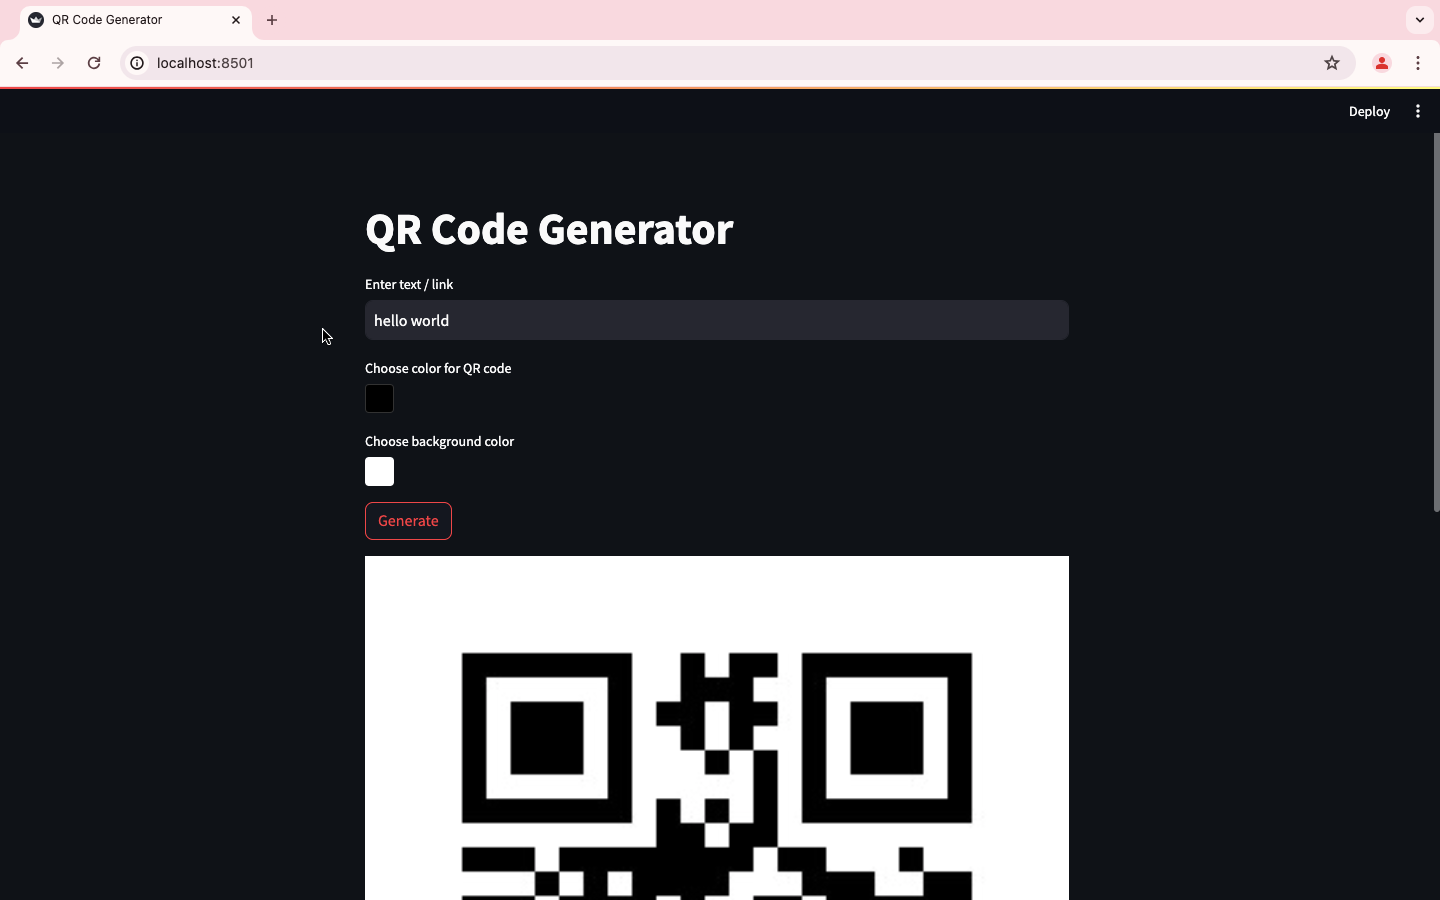 QR Code Generator
localhost:8501
Deploy
QR Code Generator
Enter text / link
hello world
Choose color for QR code
Choose background color
Generate